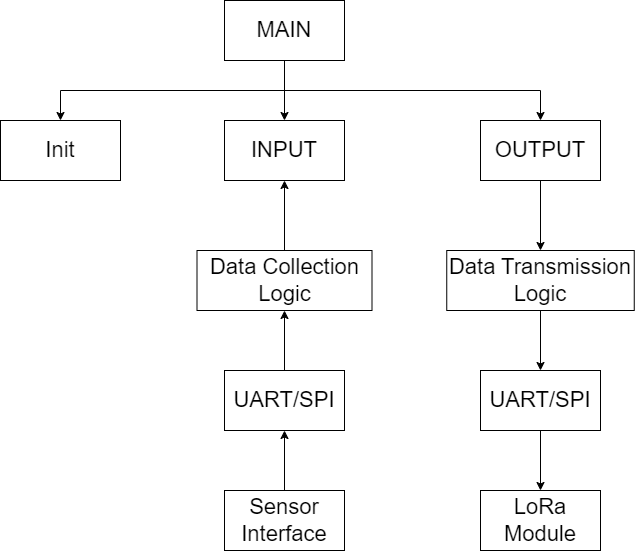 MAIN
Init
INPUT
OUTPUT
Data Collection
Logic
Data Transmission
Logic
UART/SPI
UART/SPI
Sensor
Interface
LoRa
Module